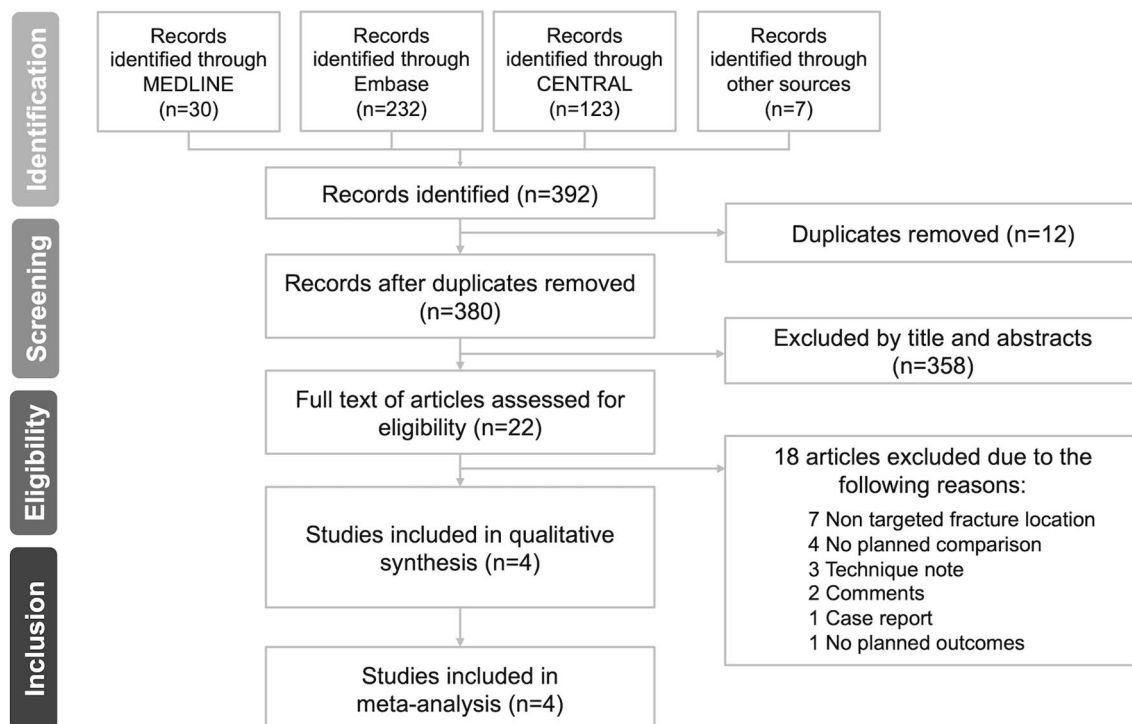 Identification
Records
identified through
MEDLINE
(n=30)
Records
identified through
Embase
(n=232)
Records
identified through
CENTRAL
(n=123)
Records
identified through
other sources
(n=7)
Records identified (n=392)
Screening
Duplicates removed (n=12)
Records after duplicates removed
(n=380)
Excluded by title and abstracts
(n=358)
Eligibility
Full text of articles assessed for
eligibility (n=22)
18 articles excluded due to the
following reasons:
7 Non targeted fracture location
4 No planned comparison
3 Technique note
2 Comments
1 Case report
1 No planned outcomes
Studies included in qualitative
synthesis (n=4)
Inclusion
Studies included in
meta-analysis (n=4)